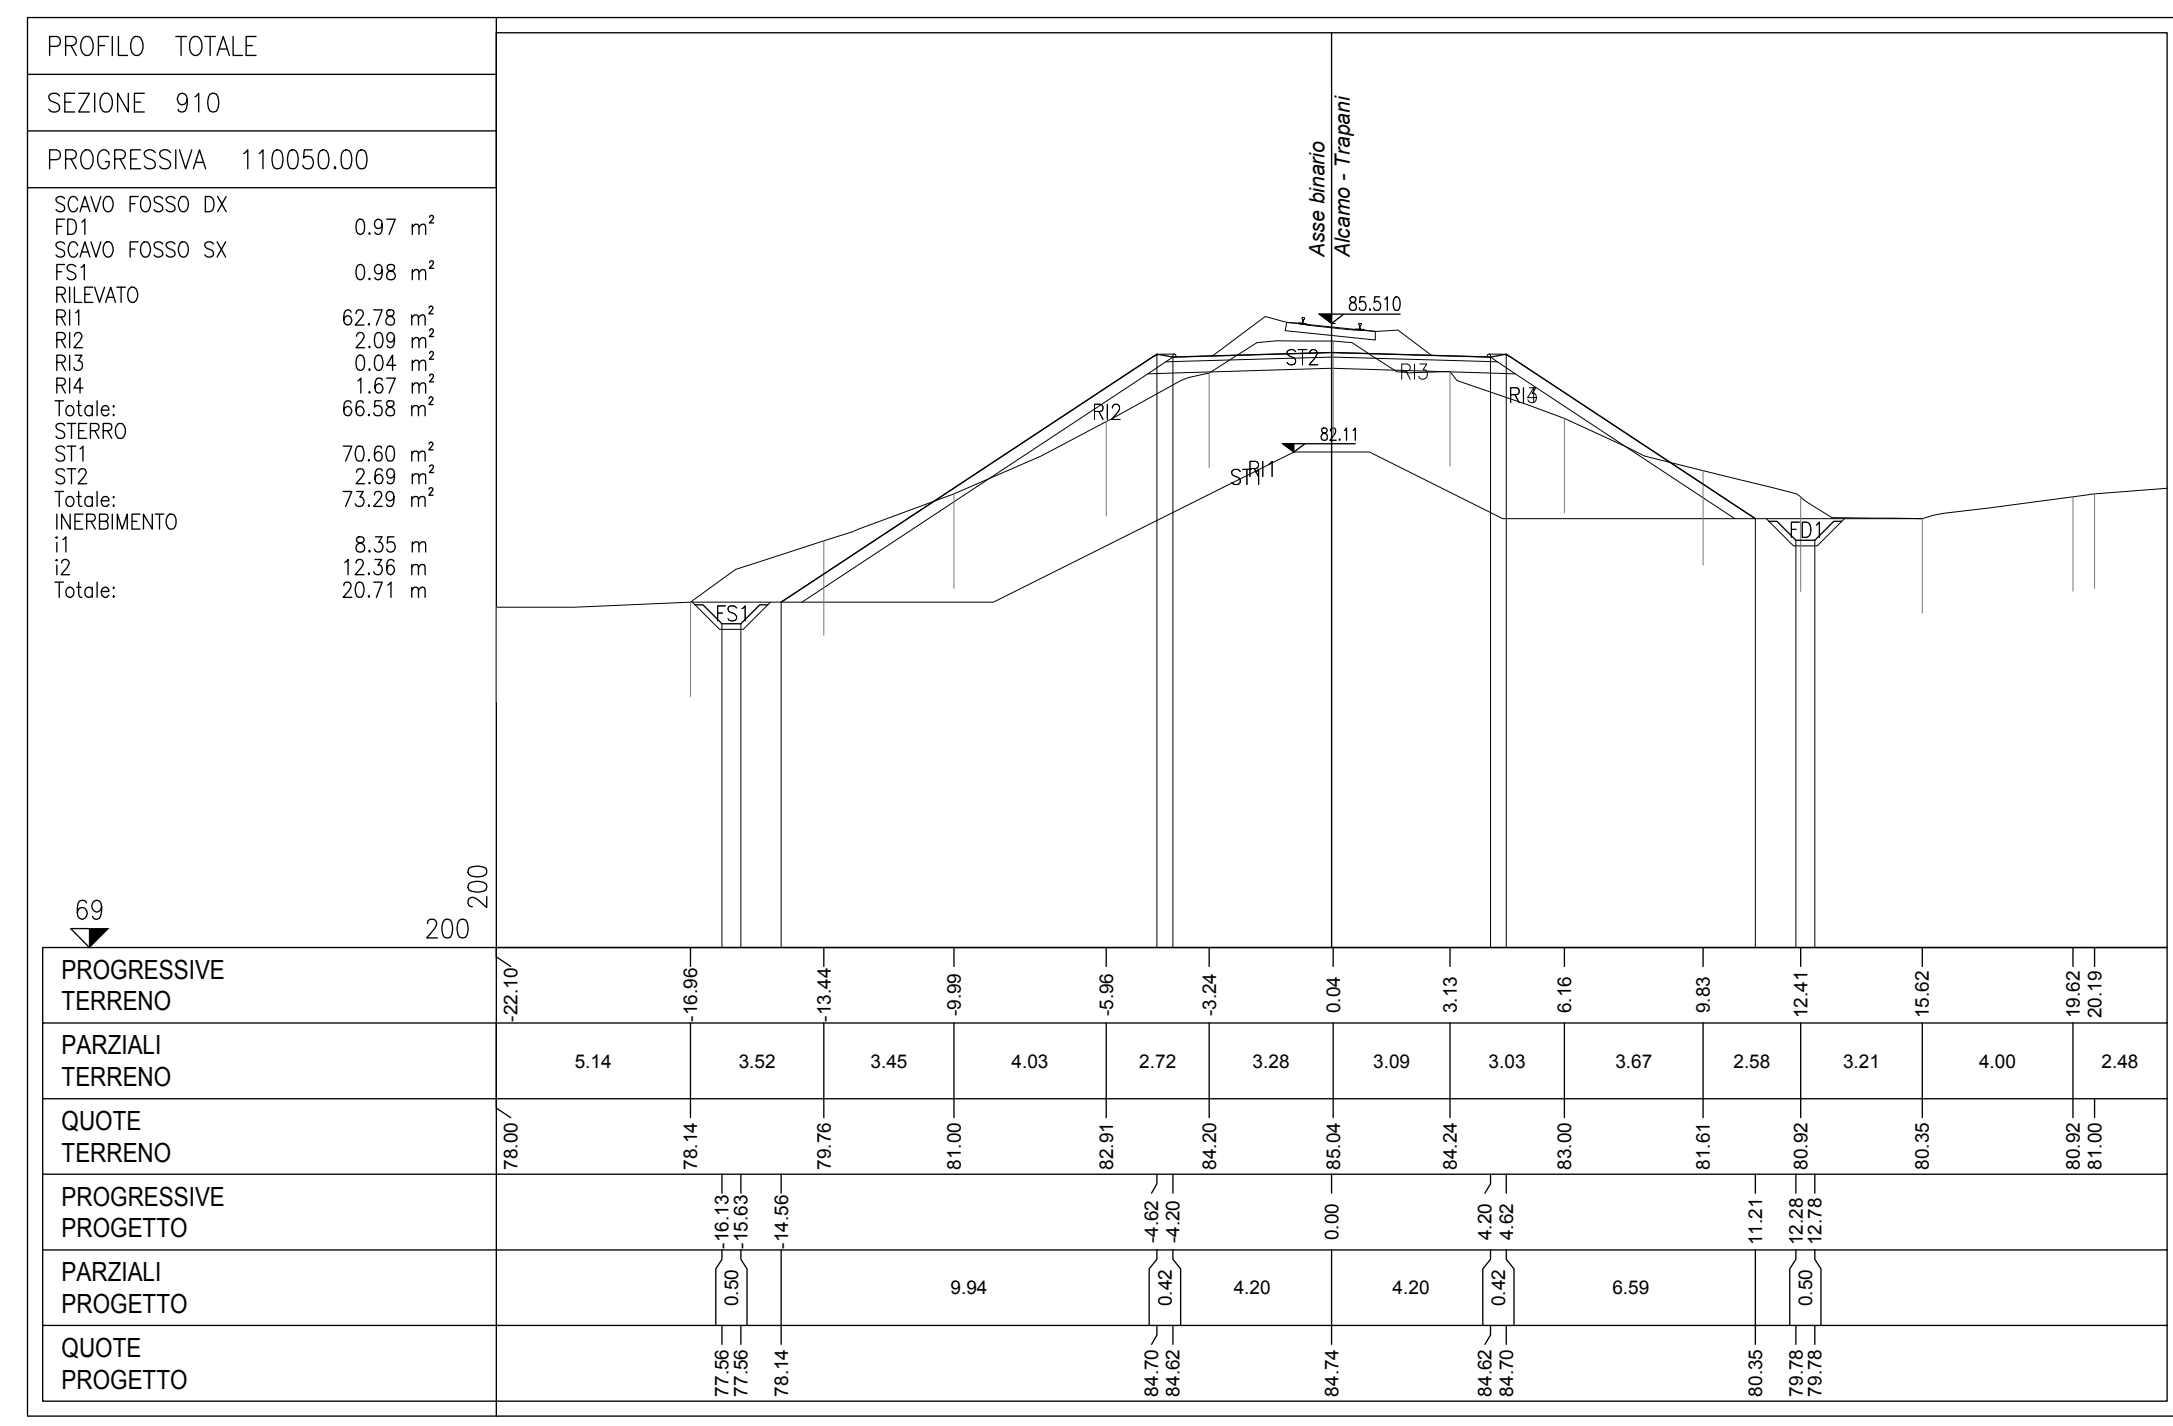 PROFILO TOTALE
SEZIONE 910
PROGRESSIVA 110050.00
SCAVO FOSSO DX
FD1 0.97 m²
SCAVO FOSSO SX
FS1 0.98 m²
RILEVATO
RI1 62.78 m²
RI2 2.09 m²
RI3 0.04 m²
RI4 1.67 m²
Totale: 66.58 m²
STERRO
ST1 70.60 m²
ST2 2.69 m²
Totale: 73.29 m²
INERBIMENTO
i1 8.35 m
i2 12.36 m
Totale: 20.71 m
Asse binario
Alcamo - Trapani
85.510
ST2
RI3
RI2
82.11
ST1
RI1
FD1
FS1
69
200
200
PROGRESSIVE
TERRENO
-22.10 -16.96 -13.44 -9.99 -5.96 -3.24 0.04 3.13 6.16 9.83 12.41 15.62 19.62 20.19
PARZIALI
TERRENO
5.14 3.52 3.45 4.03 2.72 3.28 3.09 3.03 3.67 2.58 3.21 4.00 2.48
QUOTE
TERRENO
78.00 78.14 79.76 81.00 82.91 84.20 85.04 84.24 83.00 81.61 80.92 80.35 80.92 81.00
PROGRESSIVE
PROGETTO
-16.13 -15.63 -14.56 -4.62 -4.20 0.00 4.20 4.62 11.21 12.28 12.78
PARZIALI
PROGETTO
0.50 9.94 0.42 4.20 4.20 0.42 6.59 0.50
QUOTE
PROGETTO
77.56 77.56 78.14 84.70 84.62 84.74 84.62 84.70 80.35 79.78 79.78